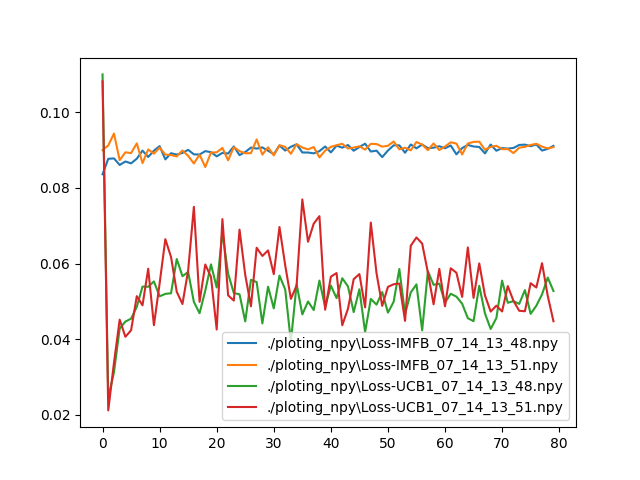 0.10
0.08
0.06
0.04
0.02
./ploting_npy\Loss-IMFB_07_14_13_48.npy
./ploting_npy\Loss-IMFB_07_14_13_51.npy
./ploting_npy\Loss-UCB1_07_14_13_48.npy
./ploting_npy\Loss-UCB1_07_14_13_51.npy
0 10 20 30 40 50 60 70 80